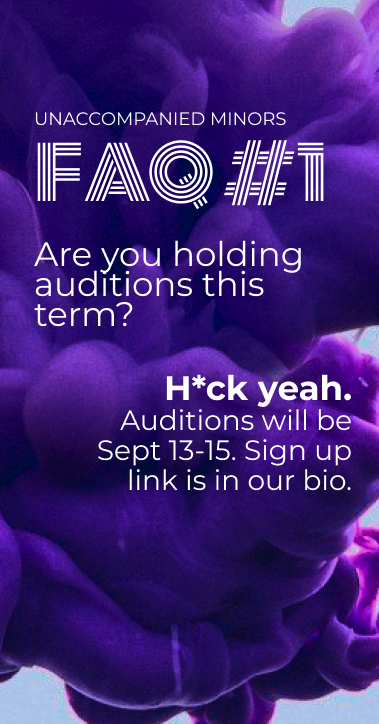 UNACCOMPANIED MINORS
FAQ #1
Are you holding
auditions this
term?
H*ck yeah.
Auditions will be
Sept 13-15. Sign up
link is in our bio.